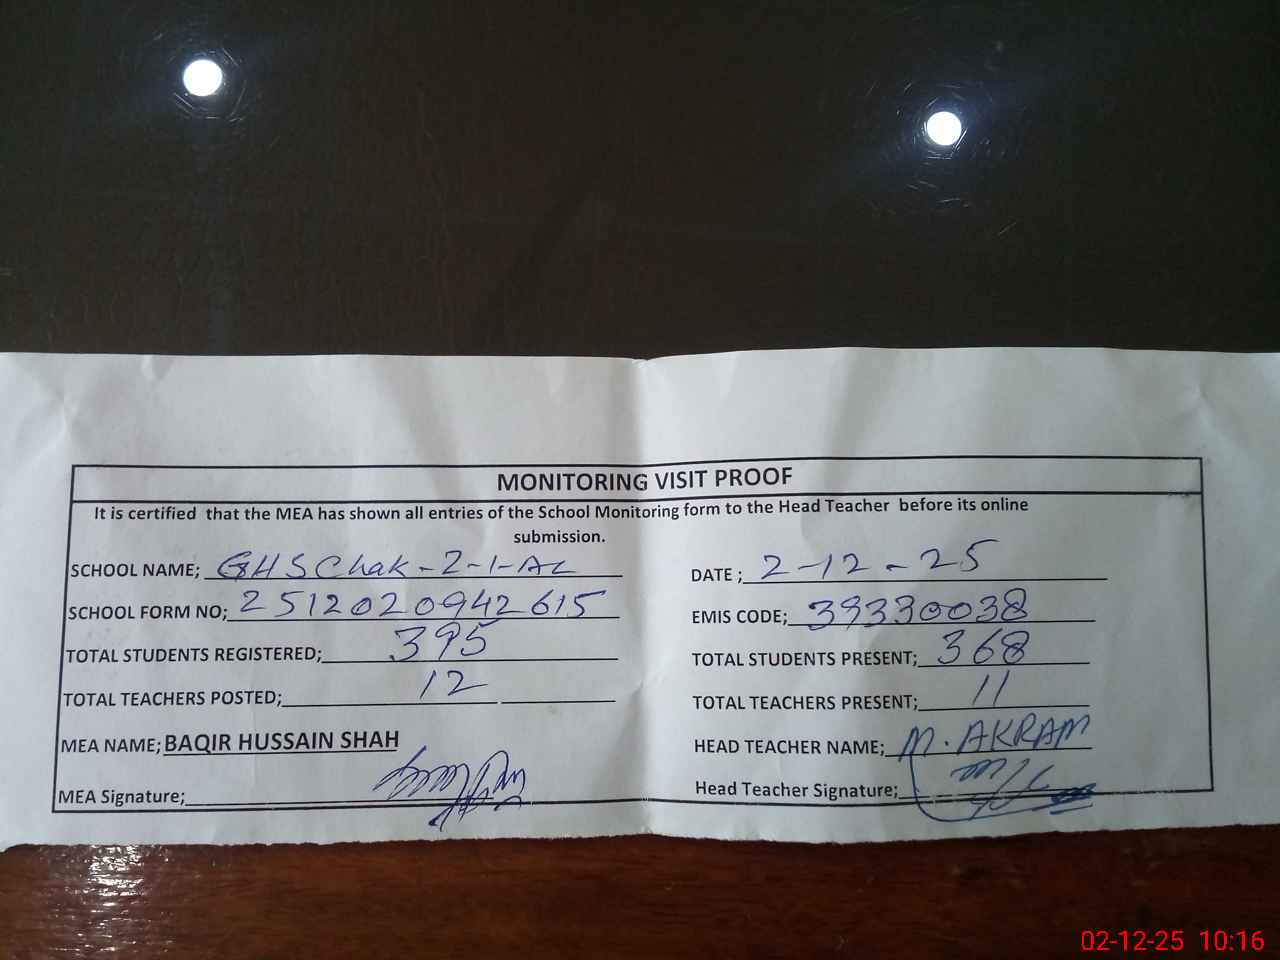 MONITORING VISIT PROOF
It is certified that the MEA has shown all entries of the School Monitoring form to the Head Teacher before its online
submission.
SCHOOL NAME; GHS Chak-2-1-AL DATE; 2-12-25
SCHOOL FORM NO; 2512020942615 EMIS CODE; 39330038
TOTAL STUDENTS REGISTERED; 395 TOTAL STUDENTS PRESENT; 368
TOTAL TEACHERS POSTED; 12 TOTAL TEACHERS PRESENT; 11
MEA NAME; BAQIR HUSSAIN SHAH HEAD TEACHER NAME; M. AKRAM
MEA Signature; Head Teacher Signature;
02-12-25 10:16